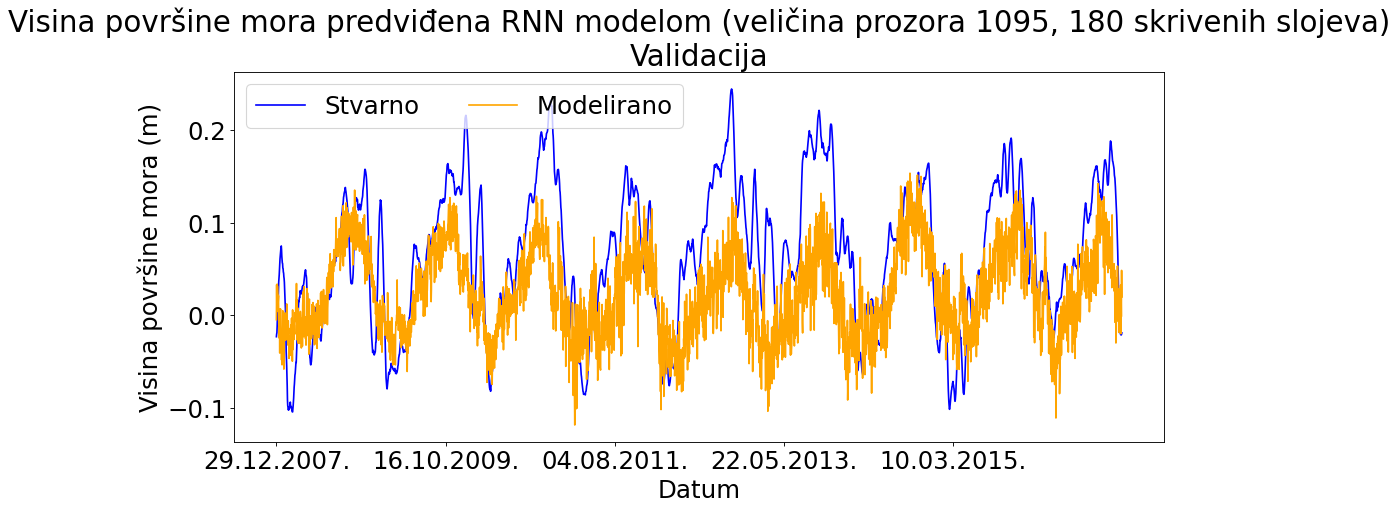 Visina površine mora predviđena RNN modelom (veličina prozora 1095, 180 skrivenih slojeva)
Validacija
Stvarno Modelirano
Visina površine mora (m)
0.2
0.1
0.0
−0.1
29.12.2007. 16.10.2009. 04.08.2011. 22.05.2013. 10.03.2015.
Datum